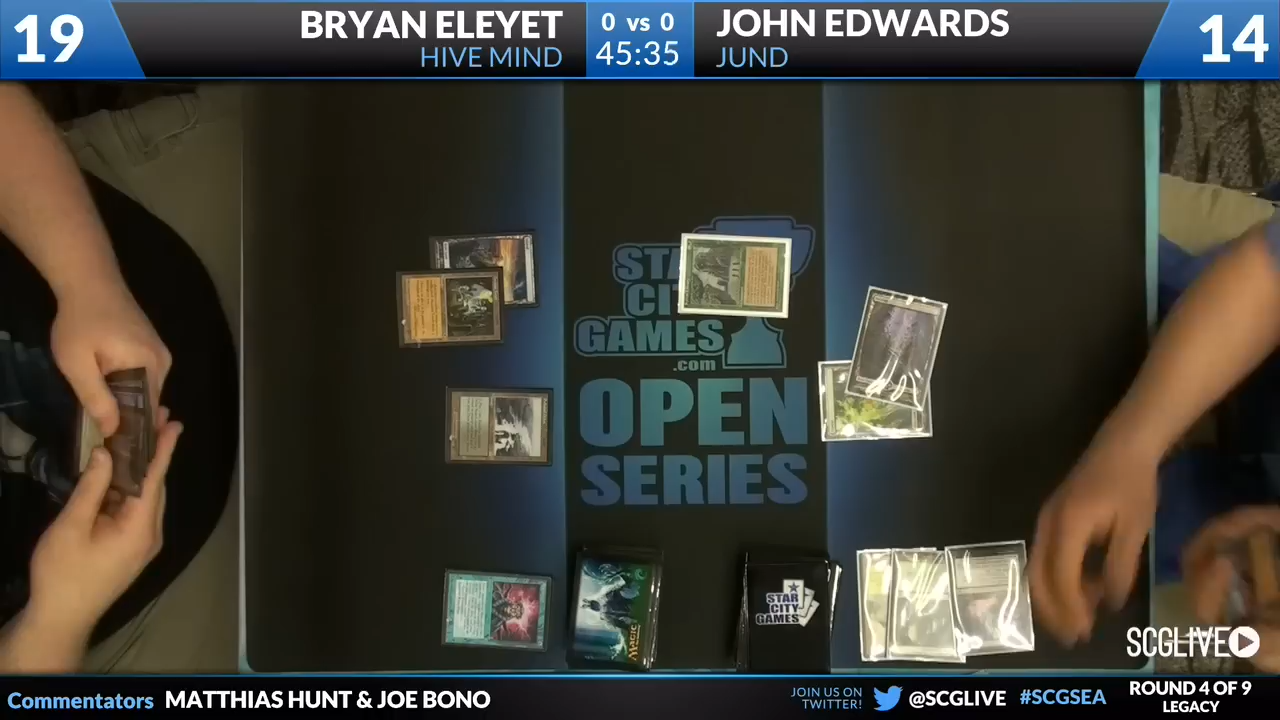 19
BRYAN ELEYET
HIVE MIND
0 vs 0
45:35
JOHN EDWARDS
JUND
14
STAR
CITY
GAMES
.com
OPEN
SERIES
MAGIC
STAR
CITY
GAMES
SCGLIVE
Commentators MATTHIAS HUNT & JOE BONO
JOIN US ON
TWITTER!
@SCGLIVE #SCGSEA
ROUND 4 OF 9
LEGACY